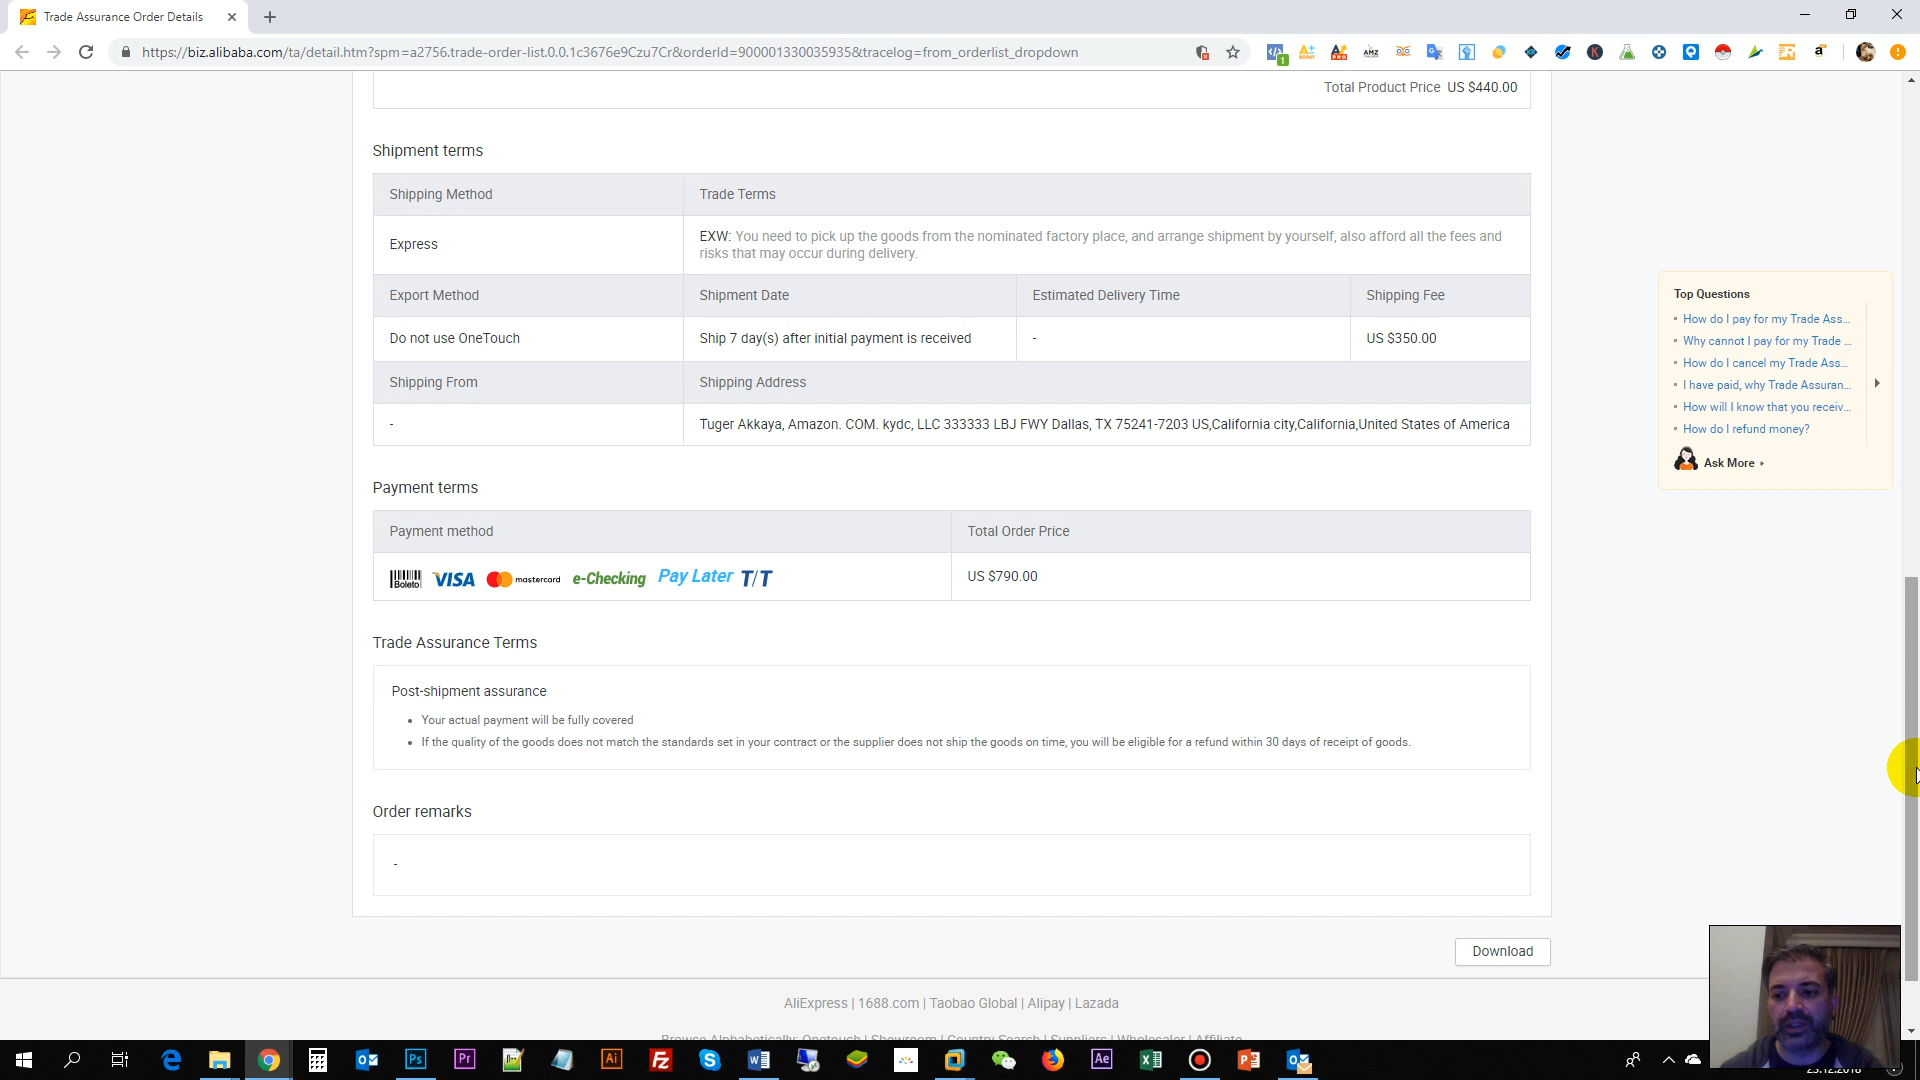 Trade Assurance Order Details
https://biz.alibaba.com/ta/detail.htm?spm=a2756.trade-order-list.0.0.1c3676e9Czu7Cr&orderId=900001330035935&tracelog=from_orderlist_dropdown
Total Product Price US $440.00
Shipment terms
Shipping Method Trade Terms
Express
EXW: You need to pick up the goods from the nominated factory place, and arrange shipment by yourself, also afford all the fees and
risks that may occur during delivery.
Export Method Shipment Date Estimated Delivery Time Shipping Fee
Do not use OneTouch Ship 7 day(s) after initial payment is received - US $350.00
Shipping From Shipping Address
- Tuger Akkaya, Amazon. COM. kydc, LLC 333333 LBJ FWY Dallas, TX 75241-7203 US,California city,California,United States of America
Payment terms
Payment method Total Order Price
Boleto VISA mastercard e-Checking Pay Later T/T US $790.00
Trade Assurance Terms
Post-shipment assurance
• Your actual payment will be fully covered
• If the quality of the goods does not match the standards set in your contract or the supplier does not ship the goods on time, you will be eligible for a refund within 30 days of receipt of goods.
Order remarks
-
Download
Top Questions
How do I pay for my Trade Ass...
Why cannot I pay for my Trade ...
How do I cancel my Trade Ass...
I have paid, why Trade Assuran...
How will I know that you receiv...
How do I refund money?
Ask More
AliExpress | 1688.com | Taobao Global | Alipay | Lazada
Browse Alphabetically: Onetouch | Showroom | Country Search | Suppliers | Wholesaler | Affiliate